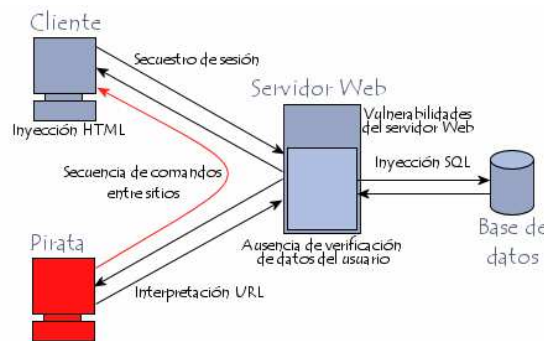 Cliente
Secuestro de sesión
Servidor Web
Vulnerabilidades
del servidor Web
Inyección HTML
Inyección SQL
Secuencia de comandos
entre sitios
Base de
datos
Pirata
Ausencia de verificación
de datos del usuario
Interpretación URL